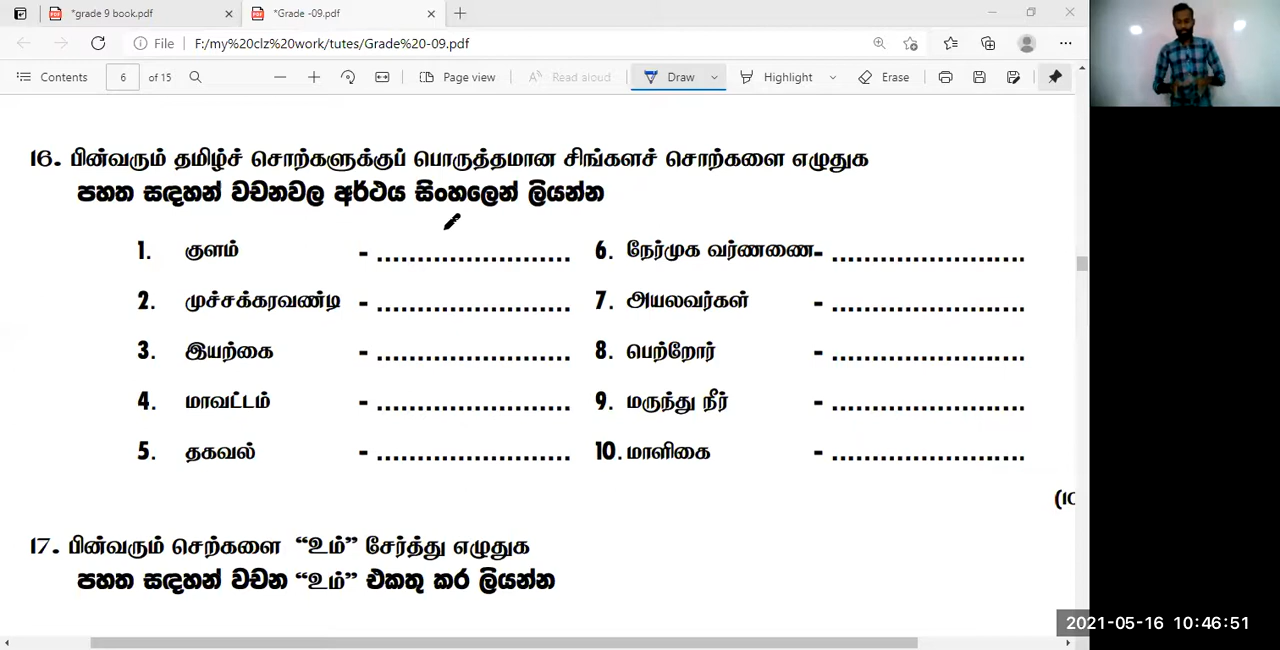 *grade 9 book.pdf
*Grade -09.pdf
File F:/my%20clz%20work/tutes/Grade%20-09.pdf
Contents 6 of 15 Page view Read aloud Draw Highlight Erase
16. பின்வரும் தமிழ்ச் சொற்களுக்குப் பொருத்தமான சிங்களச் சொற்களை எழுதுக
පහත සඳහන් වචනවල අර්ථය සිංහලෙන් ලියන්න
1. குளம் - ........................ 6. நேர்முக வர்ணணை- ........................
2. முச்சக்கரவண்டி - ........................ 7. அயலவர்கள் - ........................
3. இயற்கை - ........................ 8. பெற்றோர் - ........................
4. மாவட்டம் - ........................ 9. மருந்து நீர் - ........................
5. தகவல் - ........................ 10. மாளிகை - ........................
(10
17. பின்வரும் செற்களை “உம்” சேர்த்து எழுதுக
පහත සඳහන් වචන “உம்” එකතු කර ලියන්න
2021-05-16 10:46:51